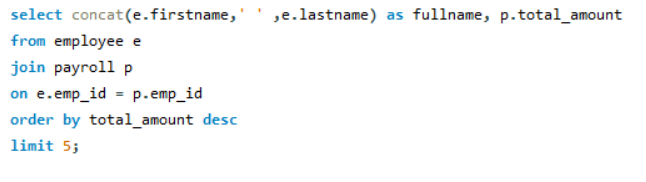 select concat(e.firstname,' ' ,e.lastname) as fullname, p.total_amount
from employee e
join payroll p
on e.emp_id = p.emp_id
order by total_amount desc
limit 5;